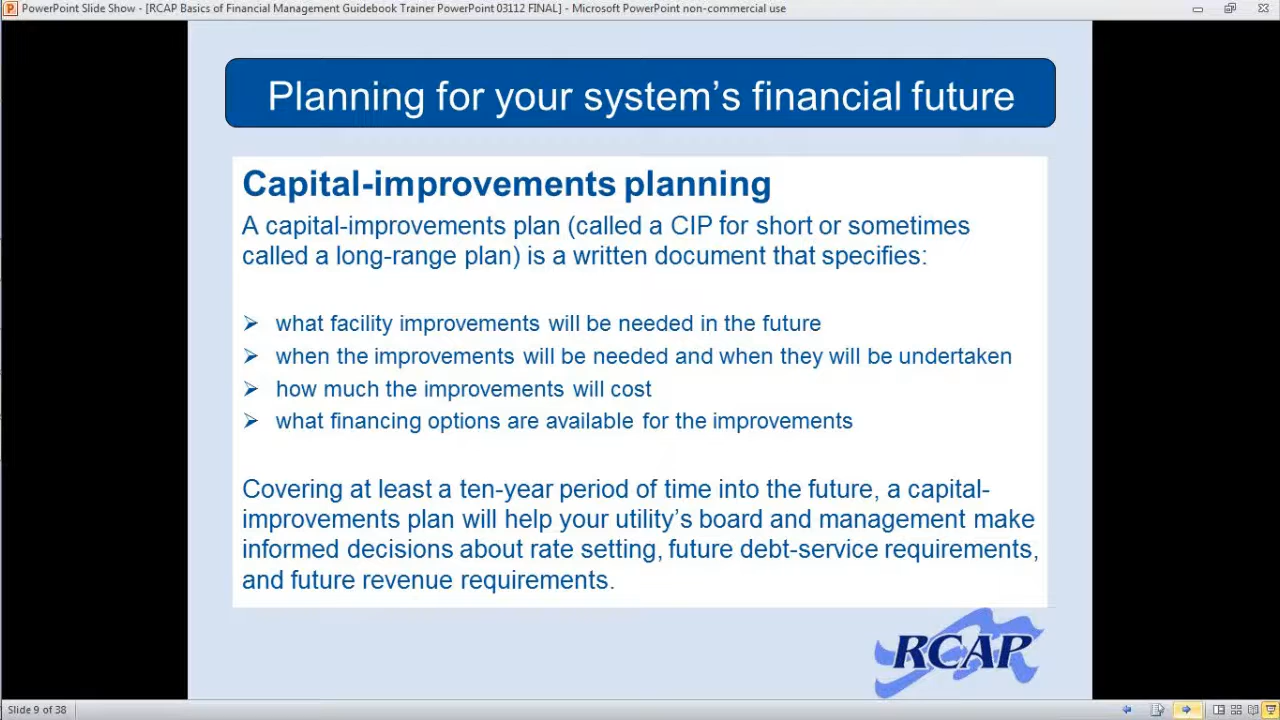 PowerPoint Slide Show - [RCAP Basics of Financial Management Guidebook Trainer PowerPoint 03112 FINAL] - Microsoft PowerPoint non-commercial use
Planning for your system's financial future
Capital-improvements planning
A capital-improvements plan (called a CIP for short or sometimes
called a long-range plan) is a written document that specifies:
➢ what facility improvements will be needed in the future
➢ when the improvements will be needed and when they will be undertaken
➢ how much the improvements will cost
➢ what financing options are available for the improvements
Covering at least a ten-year period of time into the future, a capital-
improvements plan will help your utility's board and management make
informed decisions about rate setting, future debt-service requirements,
and future revenue requirements.
RCAP
Slide 9 of 38